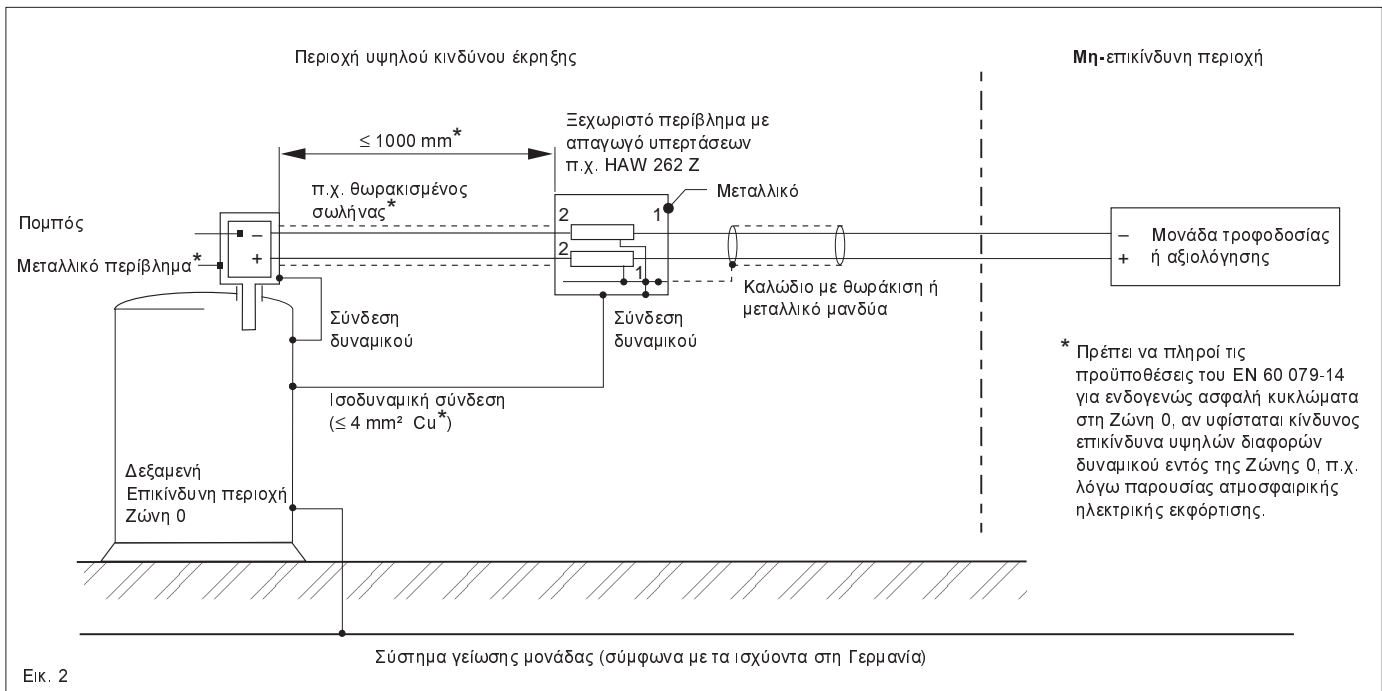 Περιοχή υψηλού κινδύνου έκρηξης
Μη-επικίνδυνη περιοχή
≤ 1000 mm*
Ξεχωριστό περίβλημα με
απαγωγό υπερτάσεων
π.χ. HAW 262 Z
π.χ. θωρακισμένος
σωλήνας*
Μεταλλικό
Πομπός
Μεταλλικό περίβλημα*
–
+
2
2
1
1
–
+
Μονάδα τροφοδοσίας
ή αξιολόγησης
Καλώδιο με θωράκιση ή
μεταλλικό μανδύα
Σύνδεση
δυναμικού
Σύνδεση
δυναμικού
Ισοδυναμική σύνδεση
(≤ 4 mm² Cu*)
* Πρέπει να πληροί τις
προϋποθέσεις του EN 60 079-14
για ενδογενώς ασφαλή κυκλώματα
στη Ζώνη 0, αν υφίσταται κίνδυνος
επικίνδυνα υψηλών διαφορών
δυναμικού εντός της Ζώνης 0, π.χ.
λόγω παρουσίας ατμοσφαιρικής
ηλεκτρικής εκφόρτισης.
Δεξαμενή
Επικίνδυνη περιοχή
Ζώνη 0
Σύστημα γείωσης μονάδας (σύμφωνα με τα ισχύοντα στη Γερμανία)
Εικ. 2